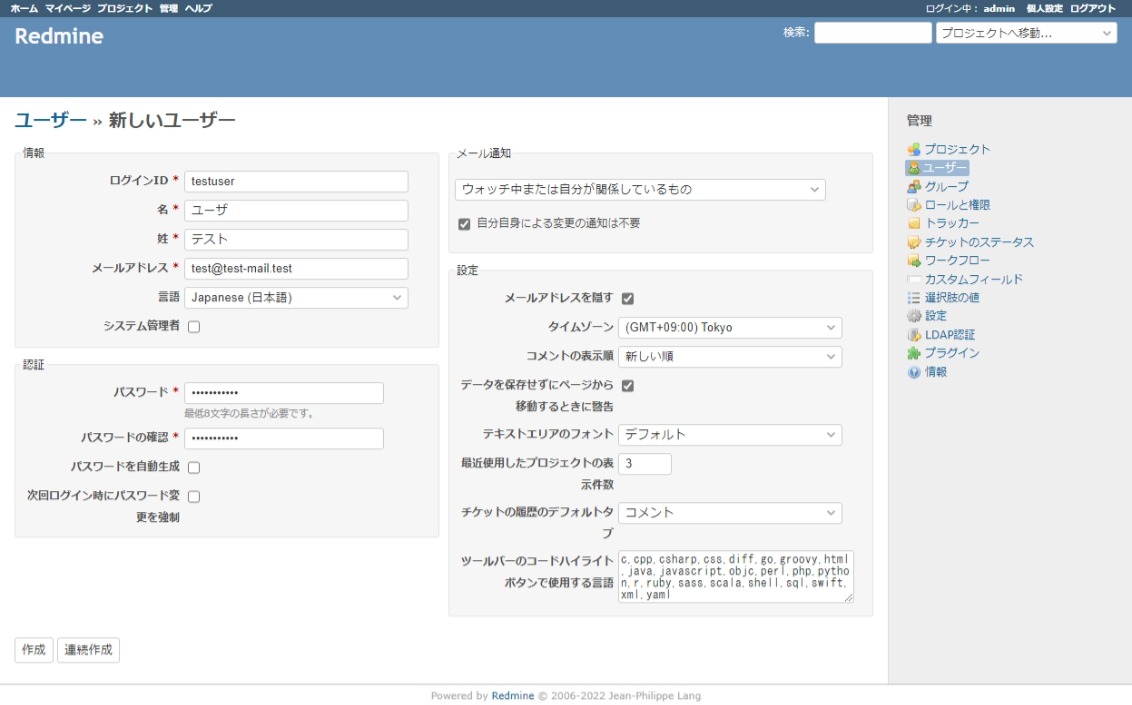 ホーム マイページ プロジェクト 管理 ヘルプ
ログイン中： admin 個人設定 ログアウト
Redmine
検索:
プロジェクトへ移動...
ユーザー » 新しいユーザー
情報
ログインID *
testuser
名 *
ユーザ
姓 *
テスト
メールアドレス *
test@test-mail.test
言語
Japanese (日本語)
システム管理者
認証
パスワード *
•••••••••••
最低8文字の長さが必要です。
パスワードの確認 *
•••••••••••
パスワードを自動生成
次回ログイン時にパスワード変
更を強制
メール通知
ウォッチ中または自分が関係しているもの
自分自身による変更の通知は不要
設定
メールアドレスを隠す
タイムゾーン
(GMT+09:00) Tokyo
コメントの表示順
新しい順
データを保存せずにページから
移動するときに警告
テキストエリアのフォント
デフォルト
最近使用したプロジェクトの表
示件数
3
チケットの履歴のデフォルトタ
ブ
コメント
ツールバーのコードハイライト
ボタンで使用する言語
c,cpp,csharp,css,diff,go,groovy,html
,java,javascript,objc,perl,php,pytho
n,r,ruby,sass,scala,shell,sql,swift,
xml,yaml
作成
連続作成
管理
プロジェクト
ユーザー
グループ
ロールと権限
トラッカー
チケットのステータス
ワークフロー
カスタムフィールド
選択肢の値
設定
LDAP認証
プラグイン
情報
Powered by Redmine © 2006-2022 Jean-Philippe Lang